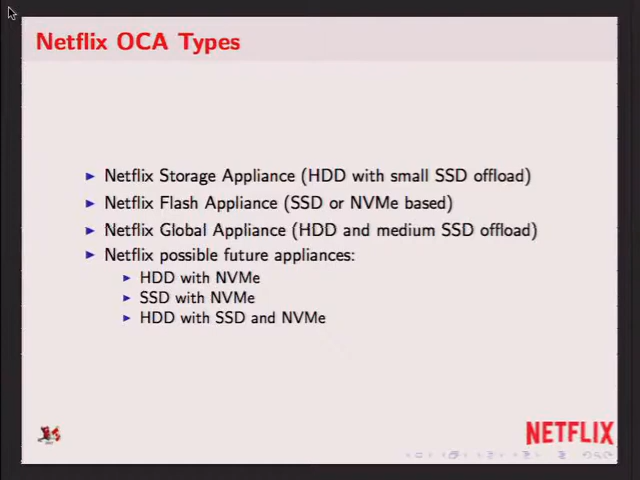 Netflix OCA Types
Netflix Storage Appliance (HDD with small SSD offload)
Netflix Flash Appliance (SSD or NVMe based)
Netflix Global Appliance (HDD and medium SSD offload)
Netflix possible future appliances:
HDD with NVMe
SSD with NVMe
HDD with SSD and NVMe
NETFLIX